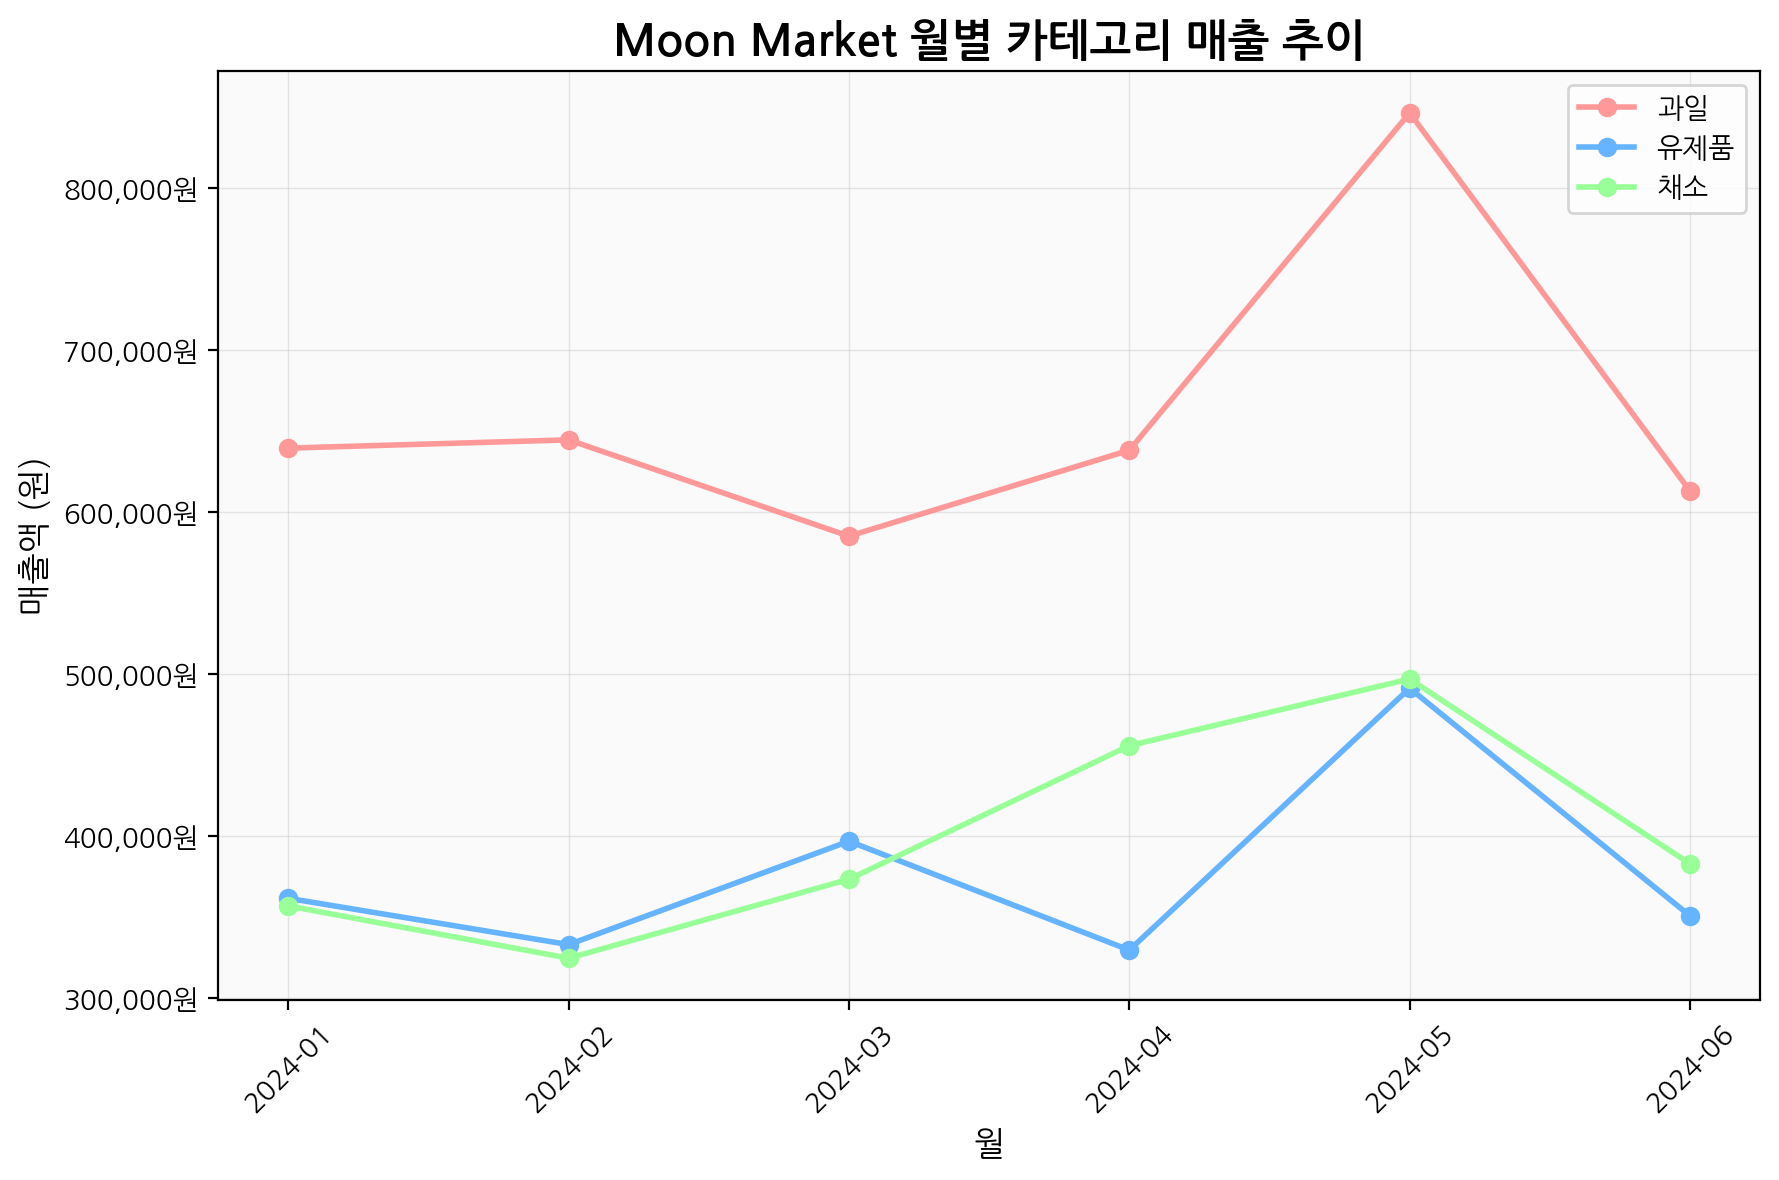 Moon Market 월별 카테고리 매출 추이
과일
유제품
채소
매출액 (원)
800,000원
700,000원
600,000원
500,000원
400,000원
300,000원
2024-01
2024-02
2024-03
2024-04
2024-05
2024-06
월